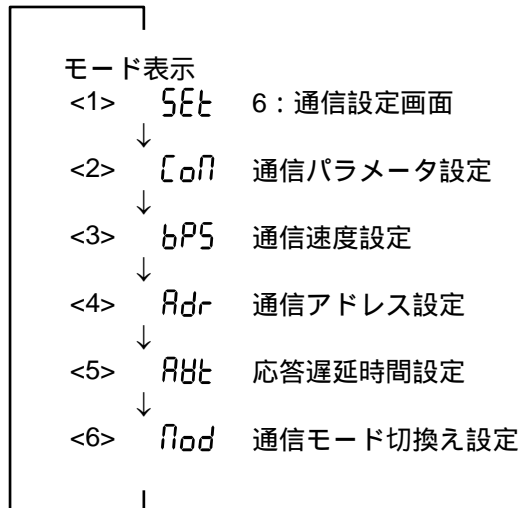 モード表示
<1> SEt 6：通信設定画面
↓
<2> CoM 通信パラメータ設定
↓
<3> bPS 通信速度設定
↓
<4> Adr 通信アドレス設定
↓
<5> AWt 応答遅延時間設定
↓
<6> Mod 通信モード切換え設定